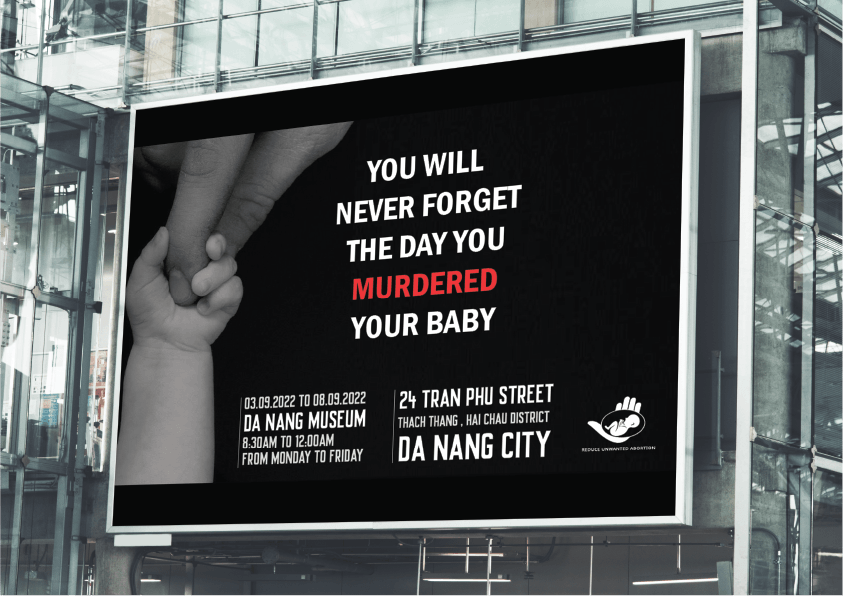 YOU WILL
NEVER FORGET
THE DAY YOU
MURDERED
YOUR BABY
03.09.2022 TO 08.09.2022
DA NANG MUSEUM
8:30AM TO 12:00AM
FROM MONDAY TO FRIDAY
24 TRAN PHU STREET
THACH THANG , HAI CHAU DISTRICT
DA NANG CITY
REDUCE UNWANTED ABORTION